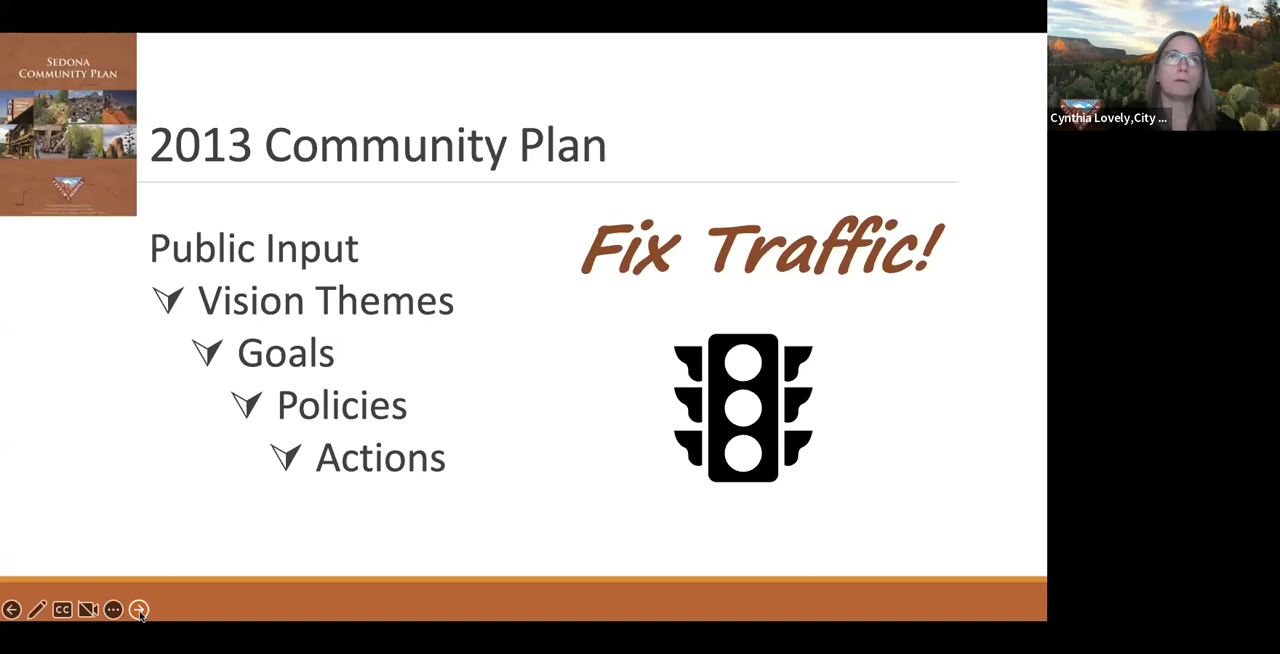 SEDONA
COMMUNITY PLAN
2013 Community Plan
Public Input
Vision Themes
Goals
Policies
Actions
Fix Traffic!
CC
Cynthia Lovely,City ...